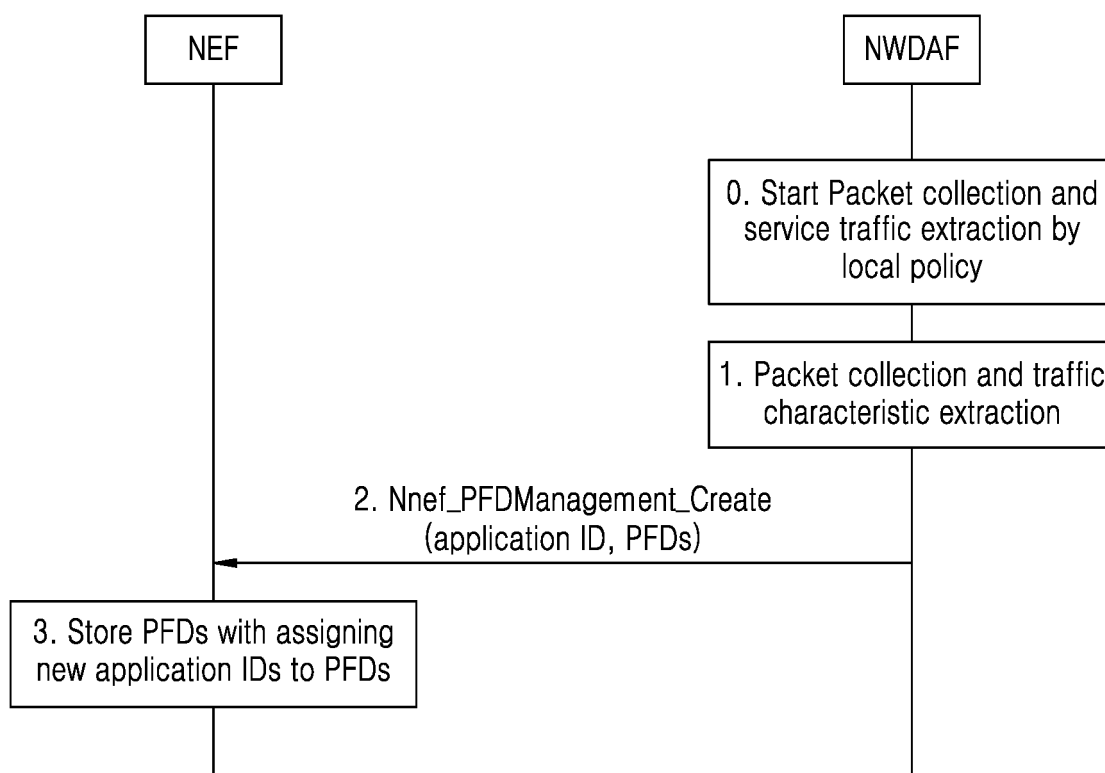 NEF
NWDAF
0. Start Packet collection and
service traffic extraction by
local policy
1. Packet collection and traffic
characteristic extraction
2. Nnef_PFDManagement_Create
(application ID, PFDs)
3. Store PFDs with assigning
new application IDs to PFDs